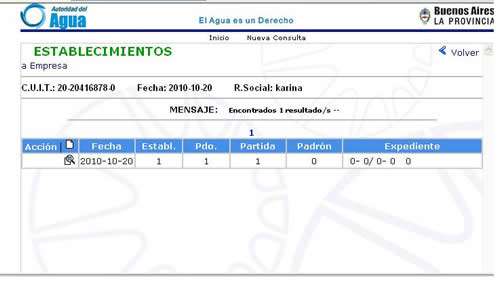 Autoridad del
Agua
El Agua es un Derecho
Buenos Aires
LA PROVINCIA
Inicio Nueva Consulta
ESTABLECIMIENTOS
Volver
a Empresa
C.U.I.T.: 20-20416878-0 Fecha: 2010-10-20 R.Social: karina
MENSAJE: Encontrados 1 resultado/s --
1
Acción Fecha Establ. Pdo. Partida Padrón Expediente
2010-10-20 1 1 1 0 0- 0/ 0- 0 0